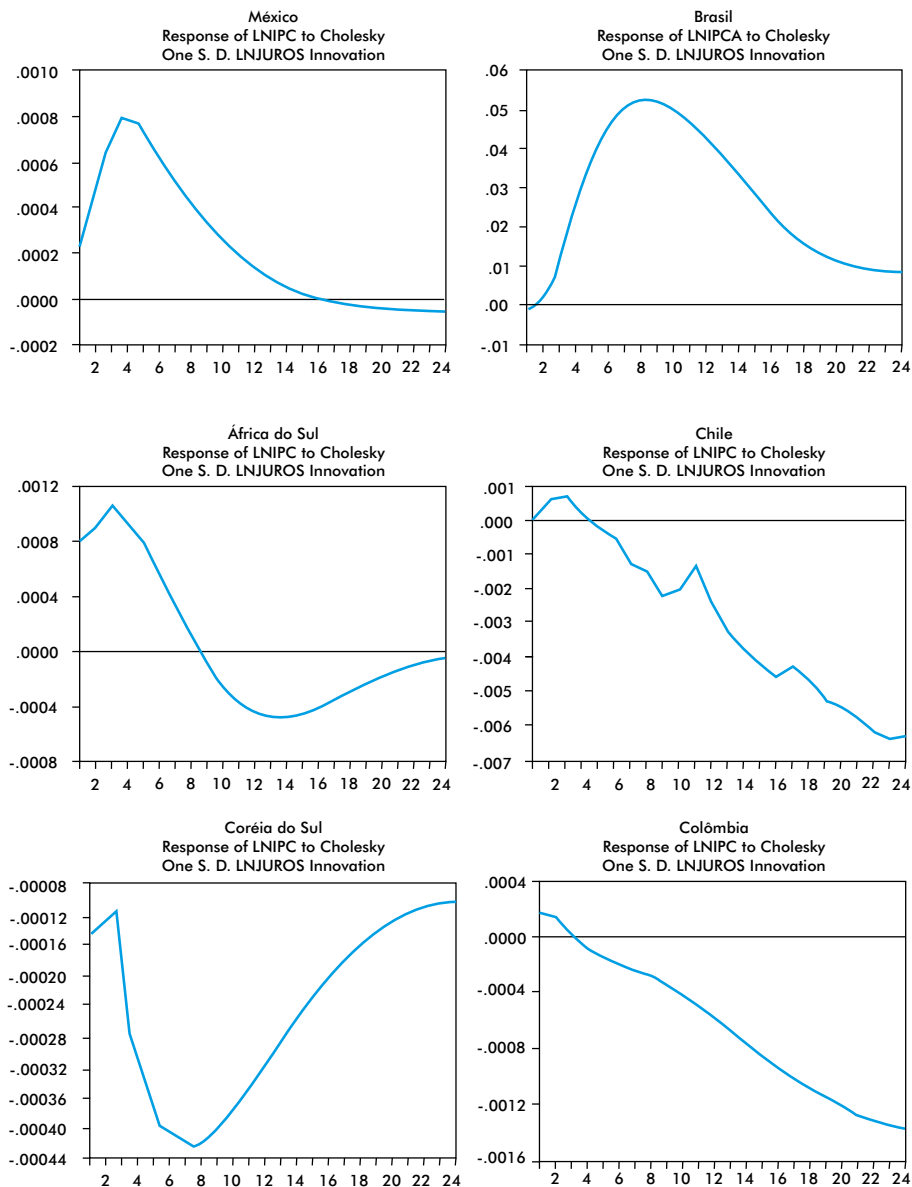 México
Response of LNIPC to Cholesky
One S. D. LNJUROS Innovation
.0010
.0008
.0006
.0004
.0002
.0000
-.0002
2 4 6 8 10 12 14 16 18 20 22 24
Brasil
Response of LNIPCA to Cholesky
One S. D. LNJUROS Innovation
.06
.05
.04
.03
.02
.01
.00
-.01
2 4 6 8 10 12 14 16 18 20 22 24
África do Sul
Response of LNIPC to Cholesky
One S. D. LNJUROS Innovation
.0012
.0008
.0004
.0000
-.0004
-.0008
2 4 6 8 10 12 14 16 18 20 22 24
Chile
Response of LNIPC to Cholesky
One S. D. LNJUROS Innovation
.001
.000
-.001
-.002
-.003
-.004
-.005
-.006
-.007
2 4 6 8 10 12 14 16 18 20 22 24
Coréia do Sul
Response of LNIPC to Cholesky
One S. D. LNJUROS Innovation
-.00008
-.00012
-.00016
-.00020
-.00024
-.00028
-.00032
-.00036
-.00040
-.00044
2 4 6 8 10 12 14 16 18 20 22 24
Colômbia
Response of LNIPC to Cholesky
One S. D. LNJUROS Innovation
.0004
.0000
-.0004
-.0008
-.0012
-.0016
2 4 6 8 10 12 14 16 18 20 22 24